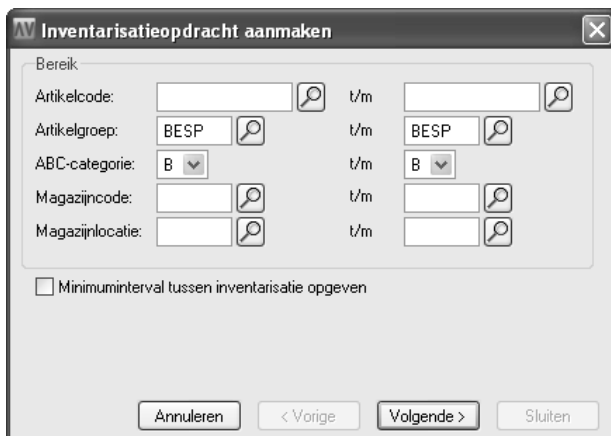 AV Inventarisatieopdracht aanmaken
Bereik
Artikelcode: t/m
Artikelgroep: BESP t/m BESP
ABC-categorie: B t/m B
Magazijncode: t/m
Magazijnlocatie: t/m
Minimuminterval tussen inventarisatie opgeven
Annuleren < Vorige Volgende > Sluiten